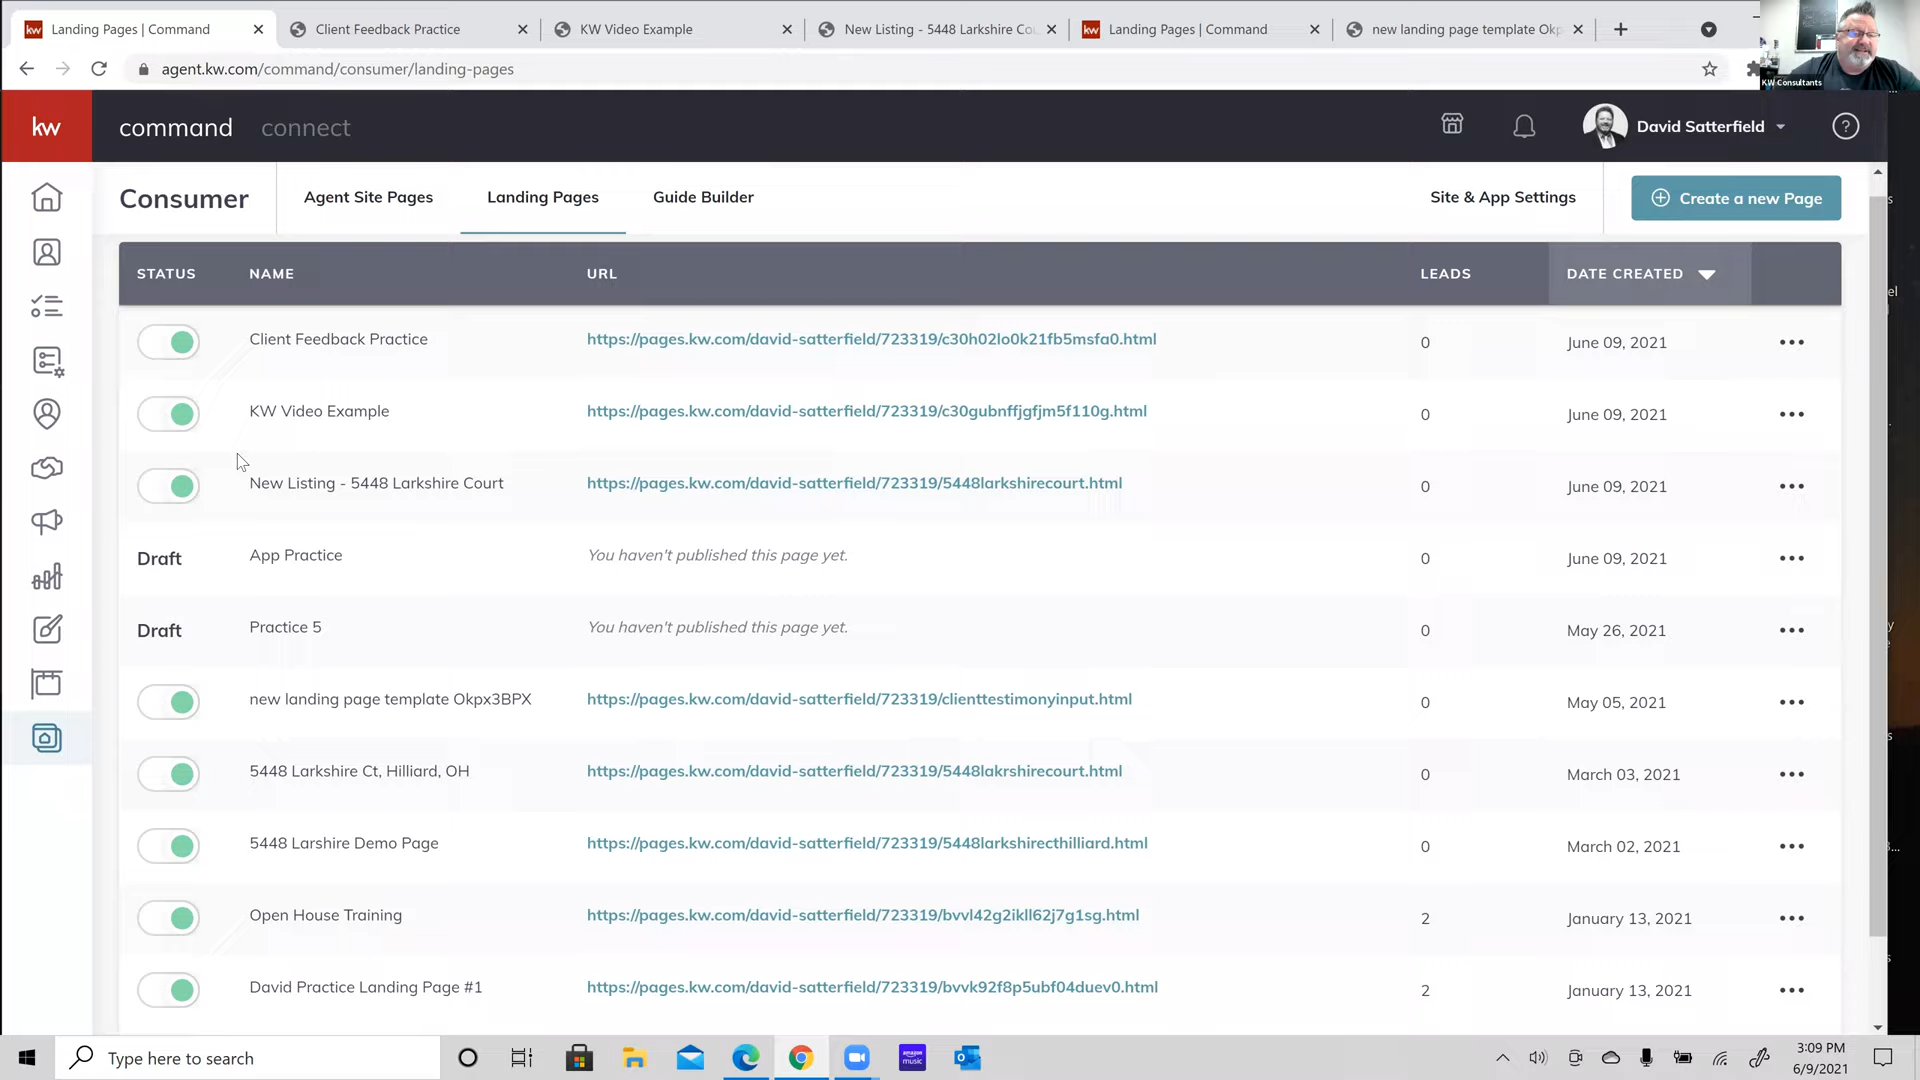 kw Landing Pages | Command
Client Feedback Practice
KW Video Example
New Listing - 5448 Larkshire Co
kw Landing Pages | Command
new landing page template Okp
agent.kw.com/command/consumer/landing-pages
KW Consultants
kw command connect
David Satterfield
?
Consumer
Agent Site Pages
Landing Pages
Guide Builder
Site & App Settings
Create a new Page
STATUS NAME URL LEADS DATE CREATED
Client Feedback Practice https://pages.kw.com/david-satterfield/723319/c30h02lo0k21fb5msfa0.html 0 June 09, 2021
KW Video Example https://pages.kw.com/david-satterfield/723319/c30gubnffjgfjm5f110g.html 0 June 09, 2021
New Listing - 5448 Larkshire Court https://pages.kw.com/david-satterfield/723319/5448larkshirecourt.html 0 June 09, 2021
Draft App Practice You haven't published this page yet. 0 June 09, 2021
Draft Practice 5 You haven't published this page yet. 0 May 26, 2021
new landing page template Okpx3BPX https://pages.kw.com/david-satterfield/723319/clienttestimonyinput.html 0 May 05, 2021
5448 Larkshire Ct, Hilliard, OH https://pages.kw.com/david-satterfield/723319/5448lakrshirecourt.html 0 March 03, 2021
5448 Larshire Demo Page https://pages.kw.com/david-satterfield/723319/5448larkshirecthilliard.html 0 March 02, 2021
Open House Training https://pages.kw.com/david-satterfield/723319/bvvl42g2ikll62j7g1sg.html 2 January 13, 2021
David Practice Landing Page #1 https://pages.kw.com/david-satterfield/723319/bvvk92f8p5ubf04duev0.html 2 January 13, 2021
Type here to search
amazon music
3:09 PM
6/9/2021